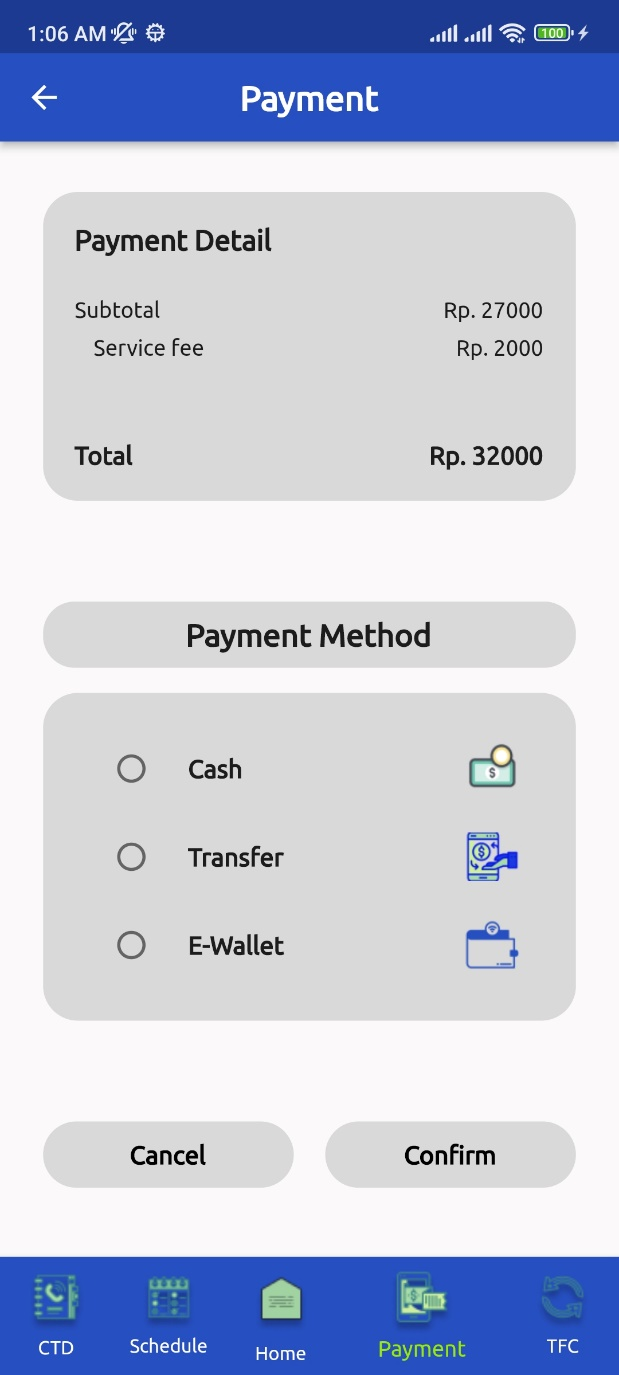 1:06 AM
100
Payment
Payment Detail
Subtotal Rp. 27000
Service fee Rp. 2000
Total Rp. 32000
Payment Method
Cash
Transfer
E-Wallet
Cancel Confirm
CTD Schedule Home Payment TFC